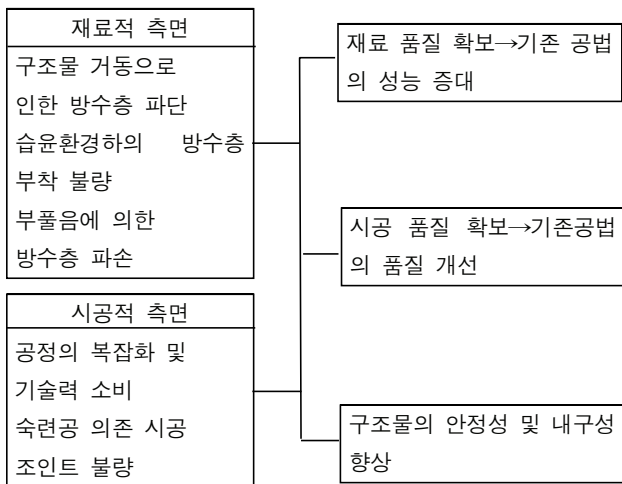 재료적 측면
구조물 거동으로
인한 방수층 파단
습윤환경하의 방수층
부착 불량
부풀음에 의한
방수층 파손
시공적 측면
공정의 복잡화 및
기술력 소비
숙련공 의존 시공
조인트 불량
재료 품질 확보→기존 공법
의 성능 증대
시공 품질 확보→기존공법
의 품질 개선
구조물의 안정성 및 내구성
향상